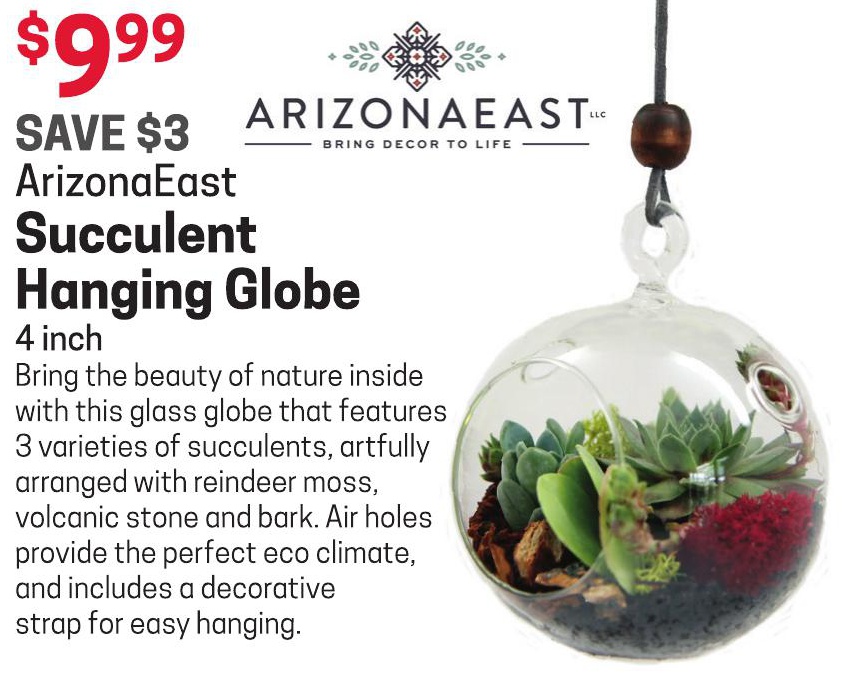 $9.99
SAVE $3
ARIZONAEAST LLC
BRING DECOR TO LIFE
ArizonaEast
Succulent
Hanging Globe
4 inch
Bring the beauty of nature inside
with this glass globe that features
3 varieties of succulents, artfully
arranged with reindeer moss,
volcanic stone and bark. Air holes
provide the perfect eco climate,
and includes a decorative
strap for easy hanging.